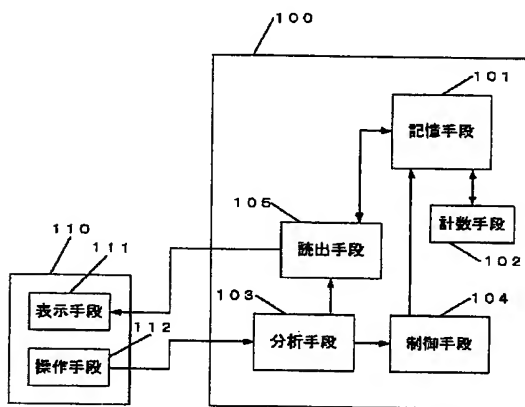 100
101
記憶手段
105
読出手段
計数手段
102
110
111
表示手段
112
操作手段
103
分析手段
104
制御手段